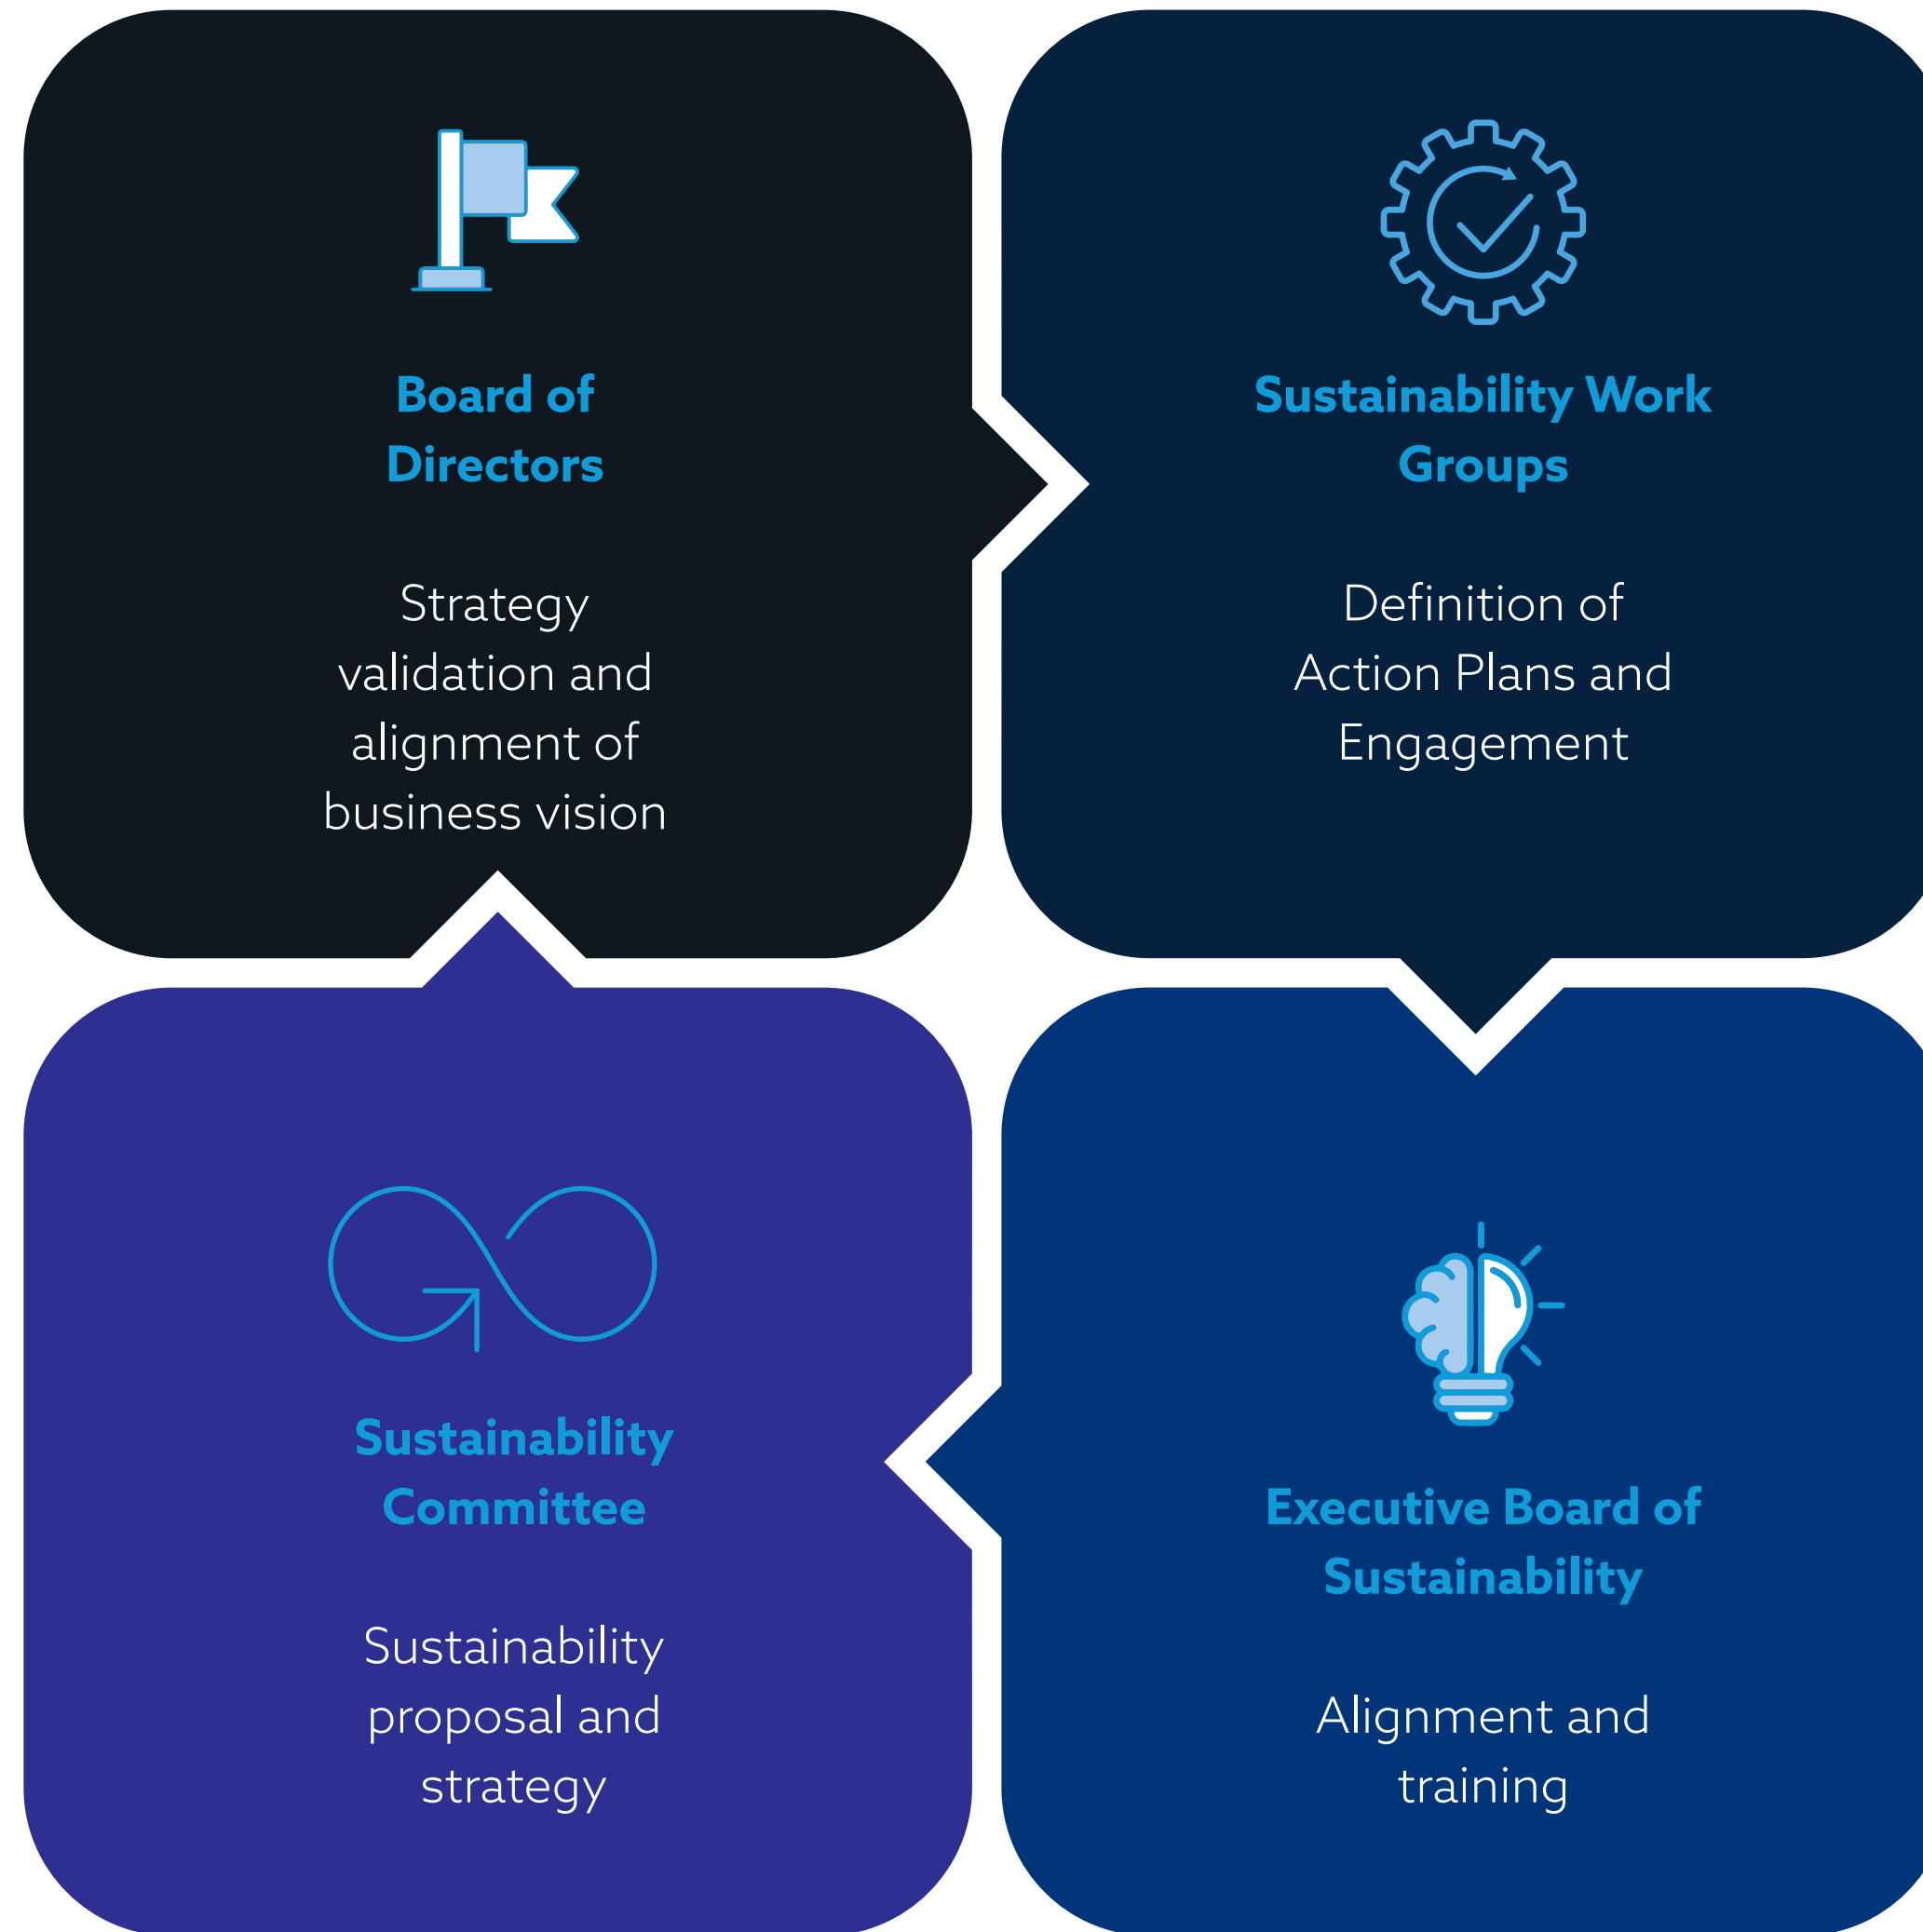 Board of
Directors
Strategy
validation and
alignment of
business vision
Sustainability Work
Groups
Definition of
Action Plans and
Engagement
Sustainability
Committee
Sustainability
proposal and
strategy
Executive Board of
Sustainability
Alignment and
training